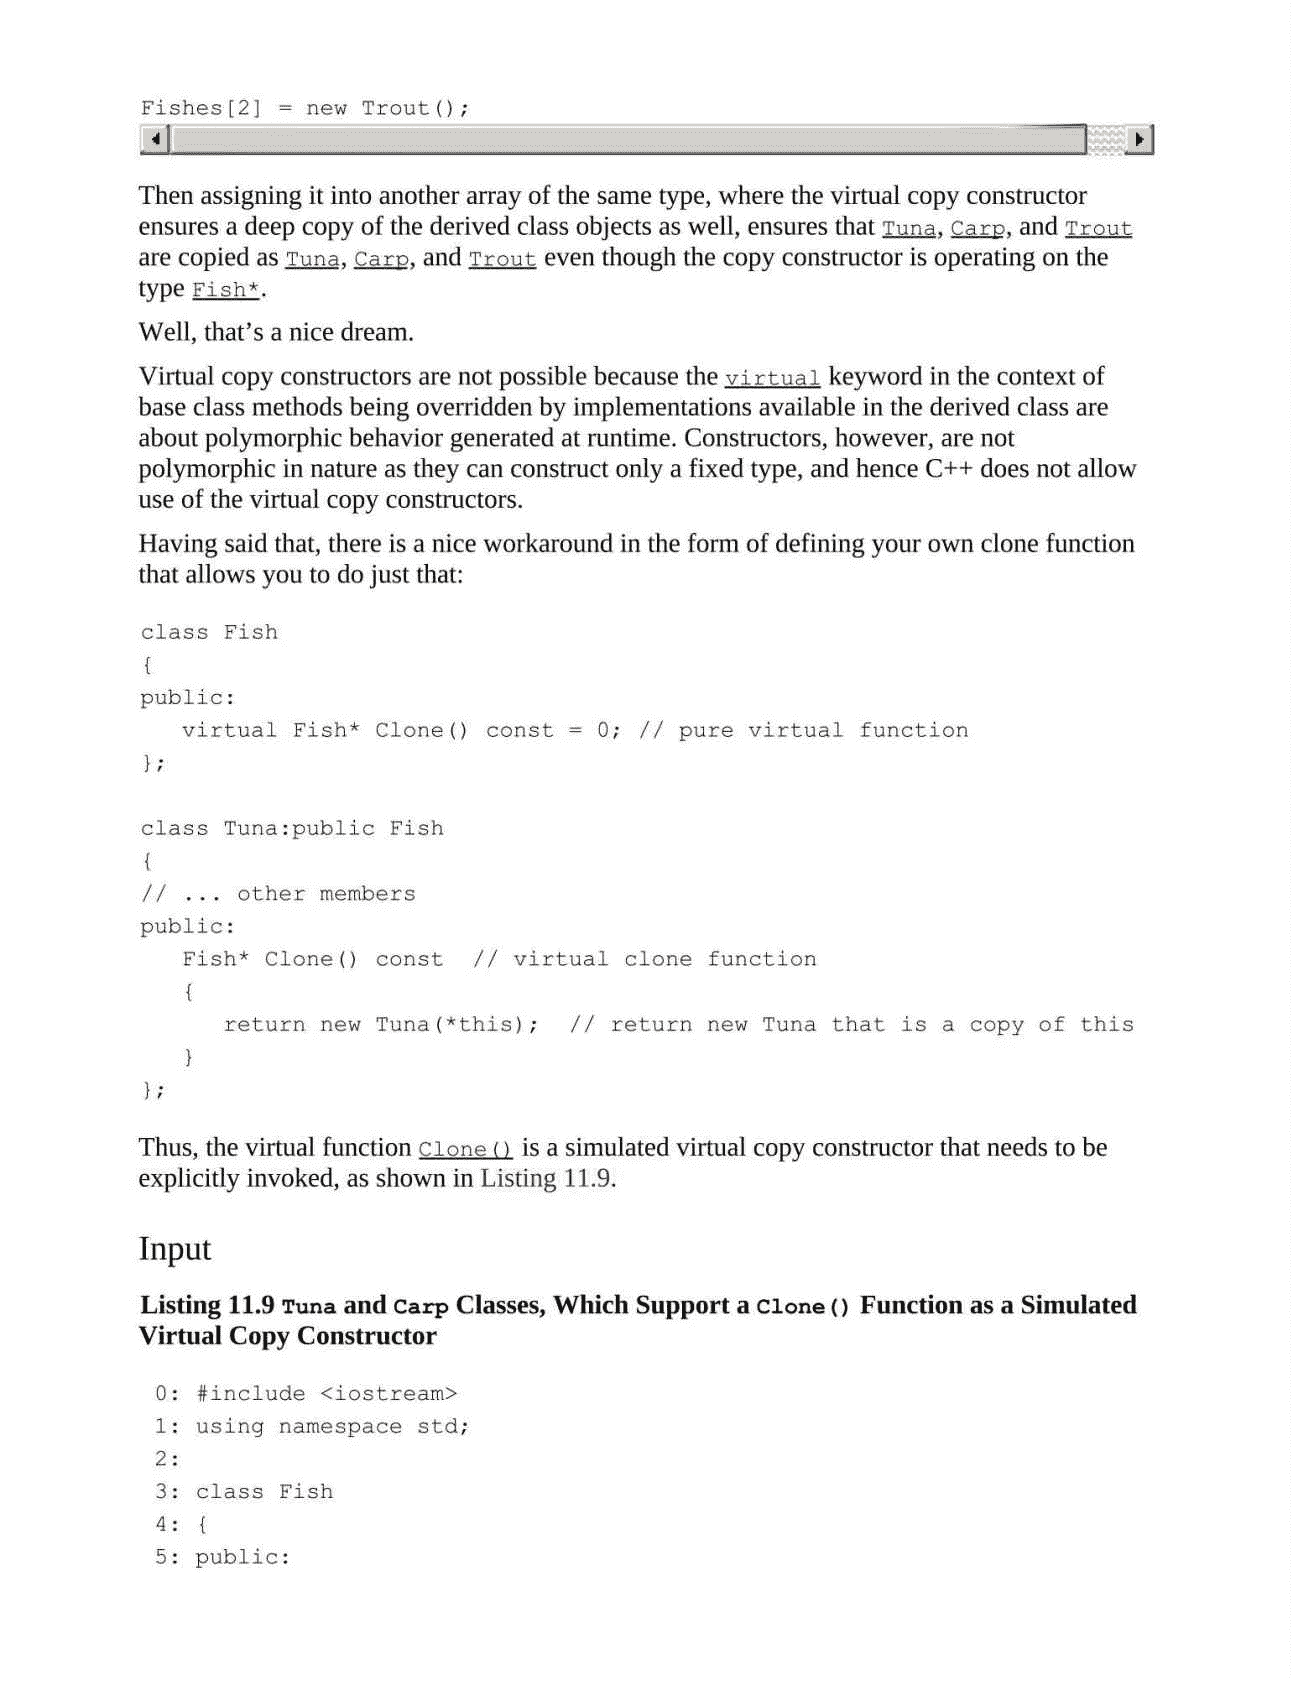 Fishes[2] = new Trout();
Then assigning it into another array of the same type, where the virtual copy constructor
ensures a deep copy of the derived class objects as well, ensures that Tuna, Carp, and Trout
are copied as Tuna, Carp, and Trout even though the copy constructor is operating on the
type Fish*.
Well, that’s a nice dream.
Virtual copy constructors are not possible because the virtual keyword in the context of
base class methods being overridden by implementations available in the derived class are
about polymorphic behavior generated at runtime. Constructors, however, are not
polymorphic in nature as they can construct only a fixed type, and hence C++ does not allow
use of the virtual copy constructors.
Having said that, there is a nice workaround in the form of defining your own clone function
that allows you to do just that:
class Fish
{
public:
   virtual Fish* Clone() const = 0; // pure virtual function
};
class Tuna:public Fish
{
// ... other members
public:
   Fish* Clone() const  // virtual clone function
   {
      return new Tuna(*this);  // return new Tuna that is a copy of this
   }
};
Thus, the virtual function Clone() is a simulated virtual copy constructor that needs to be
explicitly invoked, as shown in Listing 11.9.
Input
Listing 11.9 Tuna and Carp Classes, Which Support a Clone() Function as a Simulated
Virtual Copy Constructor
0: #include <iostream>
1: using namespace std;
2:
3: class Fish
4: {
5: public: